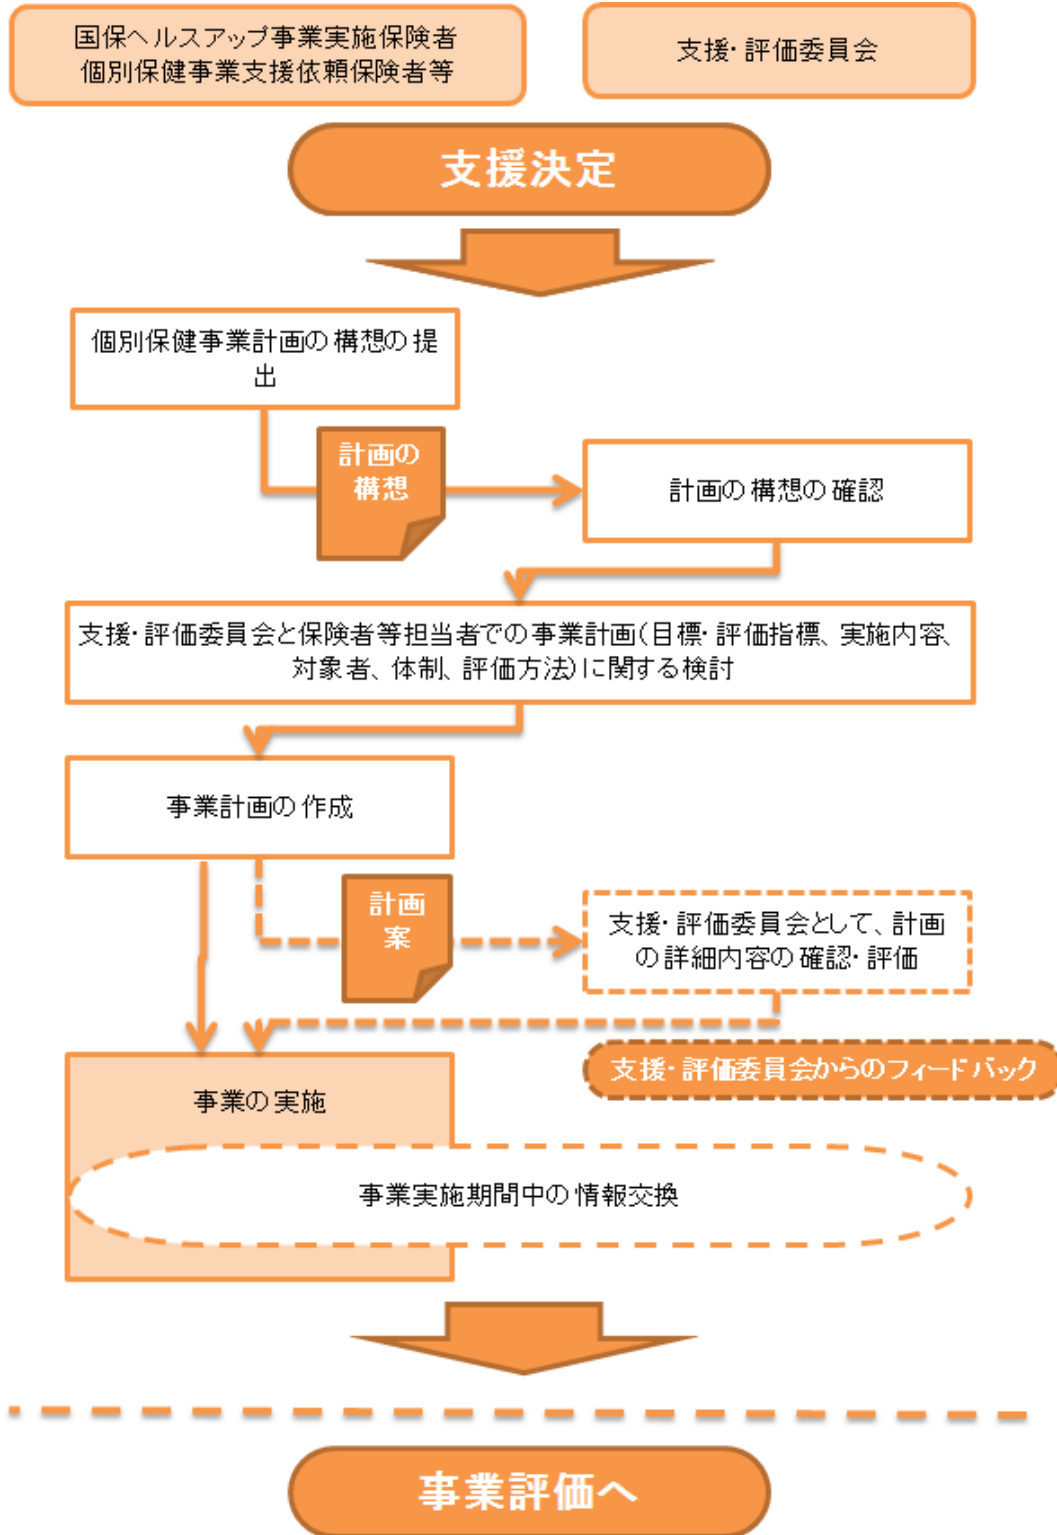 国保ヘルスアップ事業実施保険者
個別保健事業支援依頼保険者等
支援・評価委員会
支援決定
個別保健事業計画の構想の提
出
計画の
構想
計画の構想の確認
支援・評価委員会と保険者等担当者での事業計画(目標・評価指標、実施内容、
対象者、体制、評価方法)に関する検討
事業計画の作成
計画
案
支援・評価委員会として、計画
の詳細内容の確認・評価
支援・評価委員会からのフィードバック
事業の実施
事業実施期間中の情報交換
事業評価へ